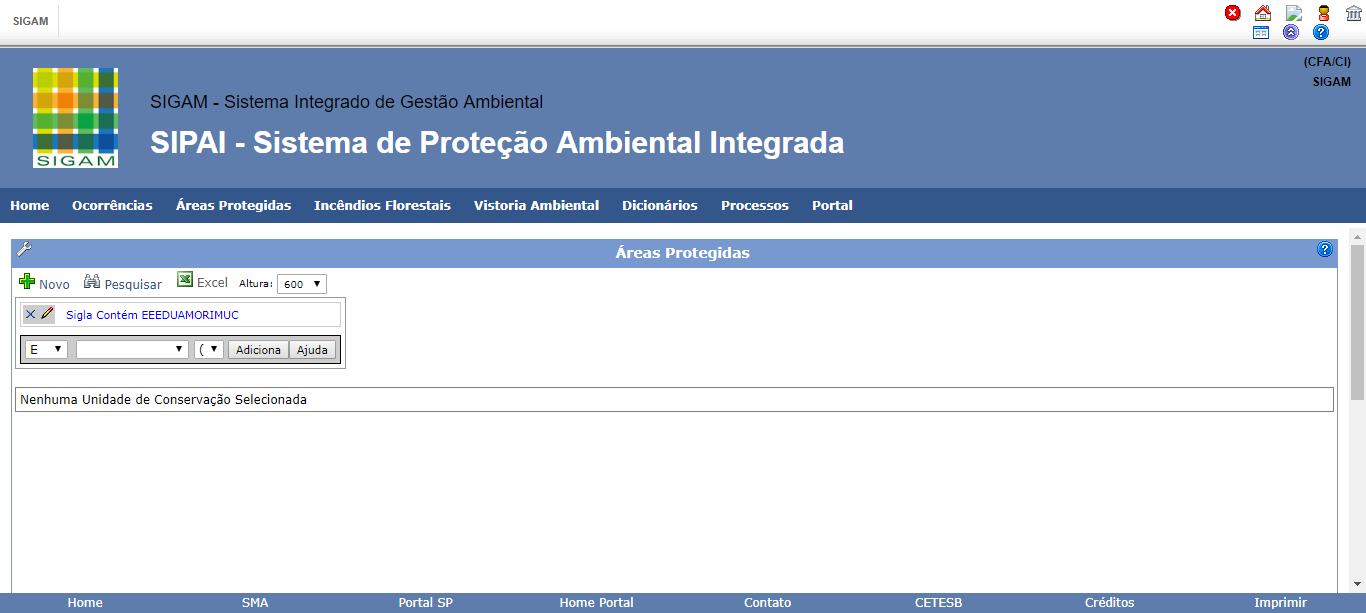 SIGAM
(CFA/CI)
SIGAM
SIGAM
SIGAM - Sistema Integrado de Gestão Ambiental
SIPAI - Sistema de Proteção Ambiental Integrada
Home Ocorrências Áreas Protegidas Incêndios Florestais Vistoria Ambiental Dicionários Processos Portal
Áreas Protegidas
Novo Pesquisar Excel Altura: 600
Sigla Contém EEEDUAMORIMUC
E ( Adiciona Ajuda
Nenhuma Unidade de Conservação Selecionada
Home SMA Portal SP Home Portal Contato CETESB Créditos Imprimir